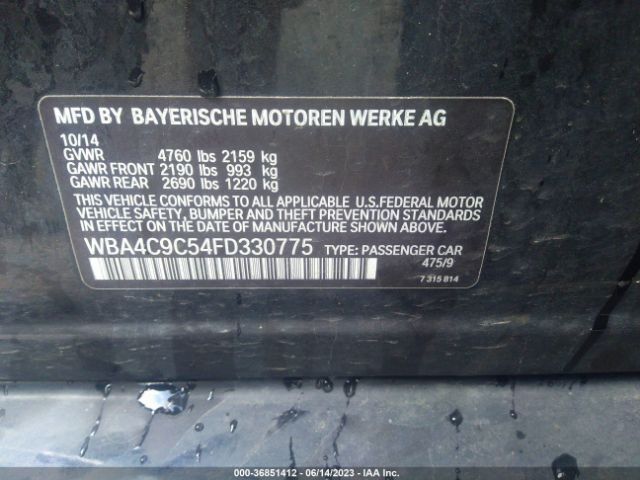 MFD BY BAYERISCHE MOTOREN WERKE AG
10/14
GVWR 4760 lbs 2159 kg
GAWR FRONT 2190 lbs 993 kg
GAWR REAR 2690 lbs 1220 kg
THIS VEHICLE CONFORMS TO ALL APPLICABLE U.S.FEDERAL MOTOR
VEHICLE SAFETY, BUMPER AND THEFT PREVENTION STANDARDS
IN EFFECT ON THE DATE OF MANUFACTURE SHOWN ABOVE.
WBA4C9C54FD330775 TYPE: PASSENGER CAR
475/9
7 315 814
000-36851412 - 06/14/2023 - IAA Inc.